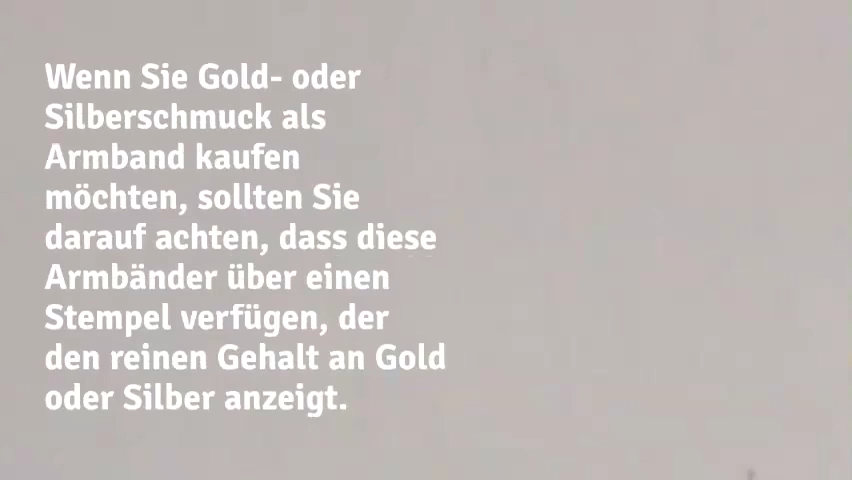 Wenn Sie Gold- oder
Silberschmuck als
Armband kaufen
möchten, sollten Sie
darauf achten, dass diese
Armbänder über einen
Stempel verfügen, der
den reinen Gehalt an Gold
oder Silber anzeigt.